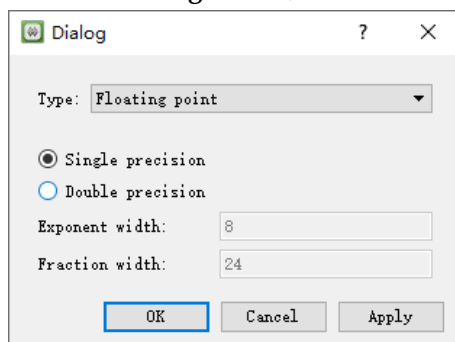 Dialog ?
Type: Floating point
Single precision
Double precision
Exponent width: 8
Fraction width: 24
OK Cancel Apply